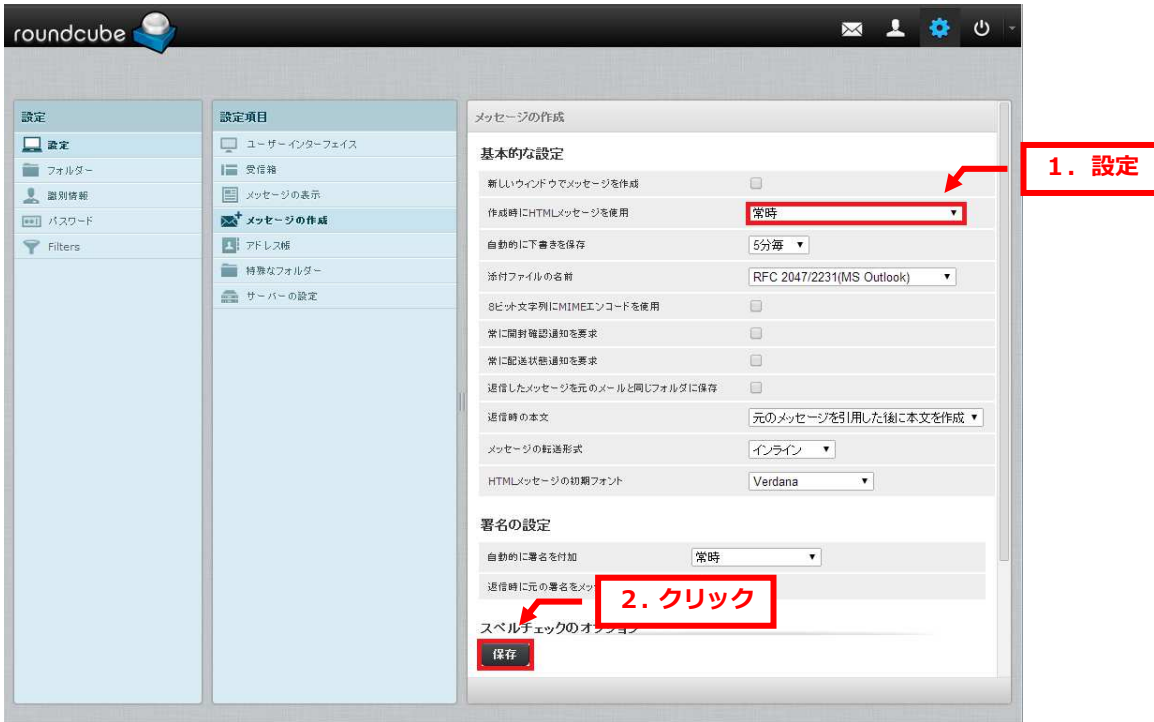 roundcube
設定
設定
フォルダー
識別情報
パスワード
Filters
設定項目
ユーザーインターフェイス
受信箱
メッセージの表示
メッセージの作成
アドレス帳
特殊なフォルダー
サーバーの設定
メッセージの作成
基本的な設定
新しいウィンドウでメッセージを作成
作成時にHTMLメッセージを使用 常時
自動的に下書きを保存 5分毎
添付ファイルの名前 RFC 2047/2231(MS Outlook)
8ビット文字列にMIMEエンコードを使用
常に開封確認通知を要求
常に配送状態通知を要求
返信したメッセージを元のメールと同じフォルダに保存
返信時の本文 元のメッセージを引用した後に本文を作成
メッセージの転送形式 インライン
HTMLメッセージの初期フォント Verdana
署名の設定
自動的に署名を付加 常時
返信時に元の署名をメッ
スペルチェックのオプション
保存
1. 設定
2. クリック